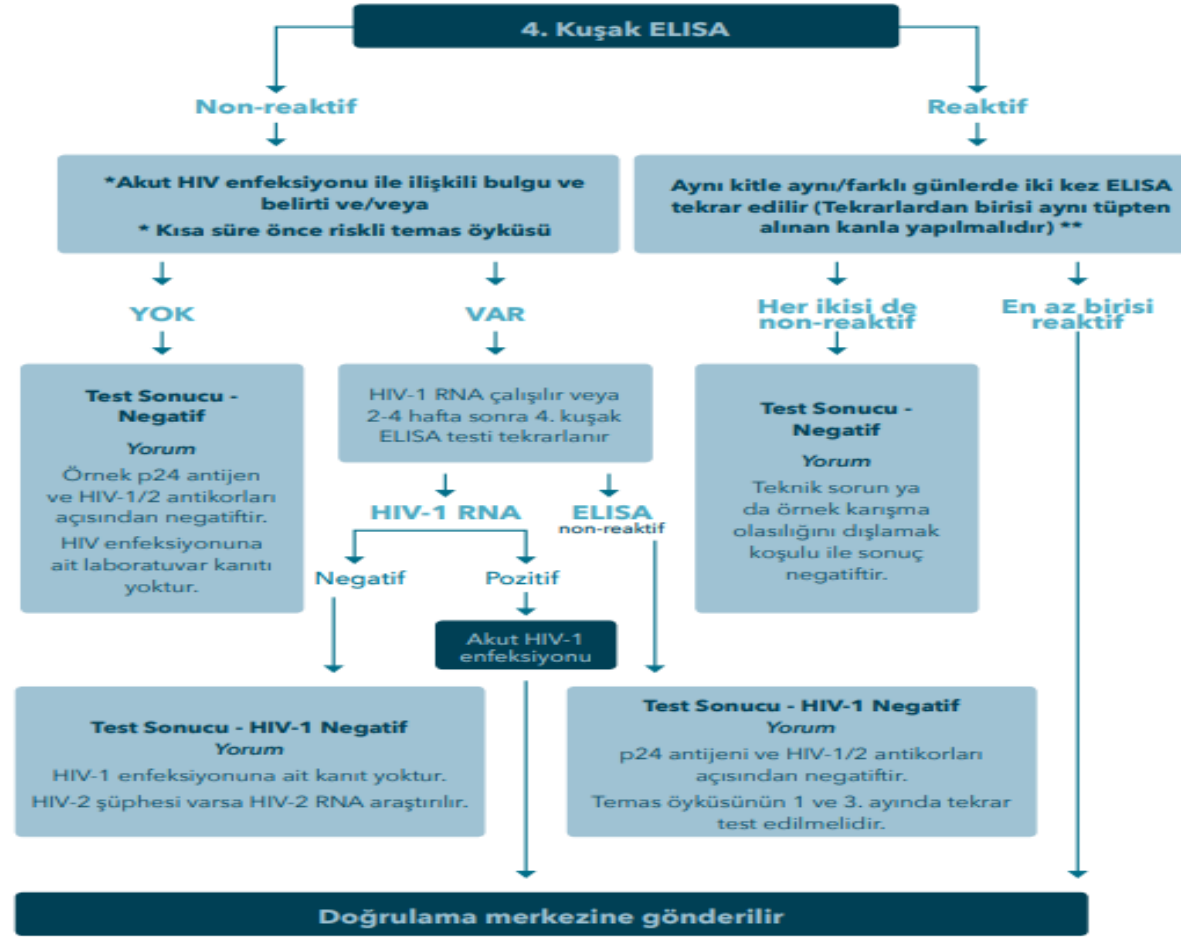 4. Kuşak ELISA
Non-reaktif
Reaktif
*Akut HIV enfeksiyonu ile ilişkili bulgu ve
belirti ve/veya
* Kısa süre önce riskli temas öyküsü
Aynı kitle aynı/farklı günlerde iki kez ELISA
tekrar edilir (Tekrarlardan birisi aynı tüpten
alınan kanla yapılmalıdır) **
YOK
VAR
Her ikisi de
non-reaktif
En az birisi
reaktif
Test Sonucu -
Negatif
Yorum
Örnek p24 antijen
ve HIV-1/2 antikorları
açısından negatiftir.
HIV enfeksiyonuna
ait laboratuvar kanıtı
yoktur.
HIV-1 RNA çalışılır veya
2-4 hafta sonra 4. kuşak
ELISA testi tekrarlanır
Test Sonucu -
Negatif
Yorum
Teknik sorun ya
da örnek karışma
olasılığını dışlamak
koşulu ile sonuç
negatiftir.
HIV-1 RNA
ELISA
non-reaktif
Negatif
Pozitif
Akut HIV-1
enfeksiyonu
Test Sonucu - HIV-1 Negatif
Yorum
HIV-1 enfeksiyonuna ait kanıt yoktur.
HIV-2 şüphesi varsa HIV-2 RNA araştırılır.
Test Sonucu - HIV-1 Negatif
Yorum
p24 antijeni ve HIV-1/2 antikorları
açısından negatiftir.
Temas öyküsünün 1 ve 3. ayında tekrar
test edilmelidir.
Doğrulama merkezine gönderilir